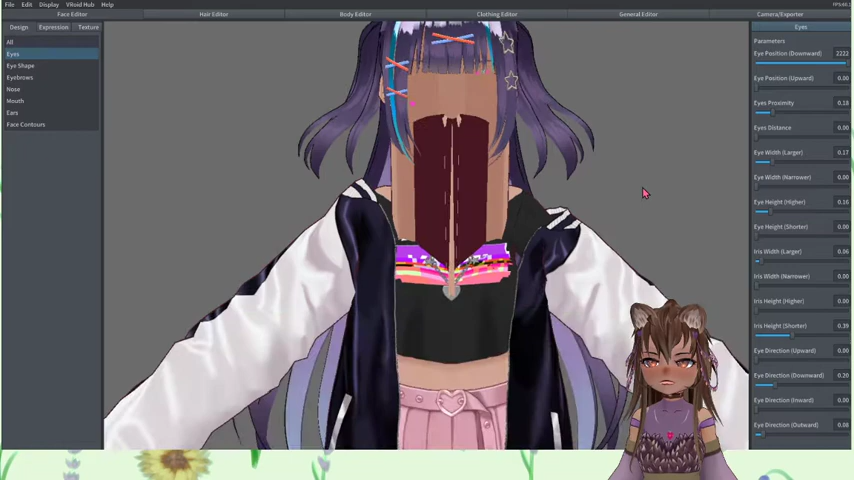 File Edit Display VRoid Hub Help
Face Editor Hair Editor Body Editor Clothing Editor General Editor Camera/Exporter
Design Expression Texture
All
Eyes
Eye Shape
Eyebrows
Nose
Mouth
Ears
Face Contours
Eyes
Parameters
Eye Position (Downward) 2222
Eye Position (Upward) 0.00
Eyes Proximity 0.18
Eyes Distance 0.00
Eye Width (Larger) 0.17
Eye Width (Narrower) 0.00
Eye Height (Higher) 0.16
Eye Height (Shorter) 0.00
Iris Width (Larger) 0.06
Iris Width (Narrower) 0.00
Iris Height (Higher) 0.00
Iris Height (Shorter) 0.39
Eye Direction (Upward) 0.00
Eye Direction (Downward) 0.20
Eye Direction (Inward) 0.00
Eye Direction (Outward) 0.08